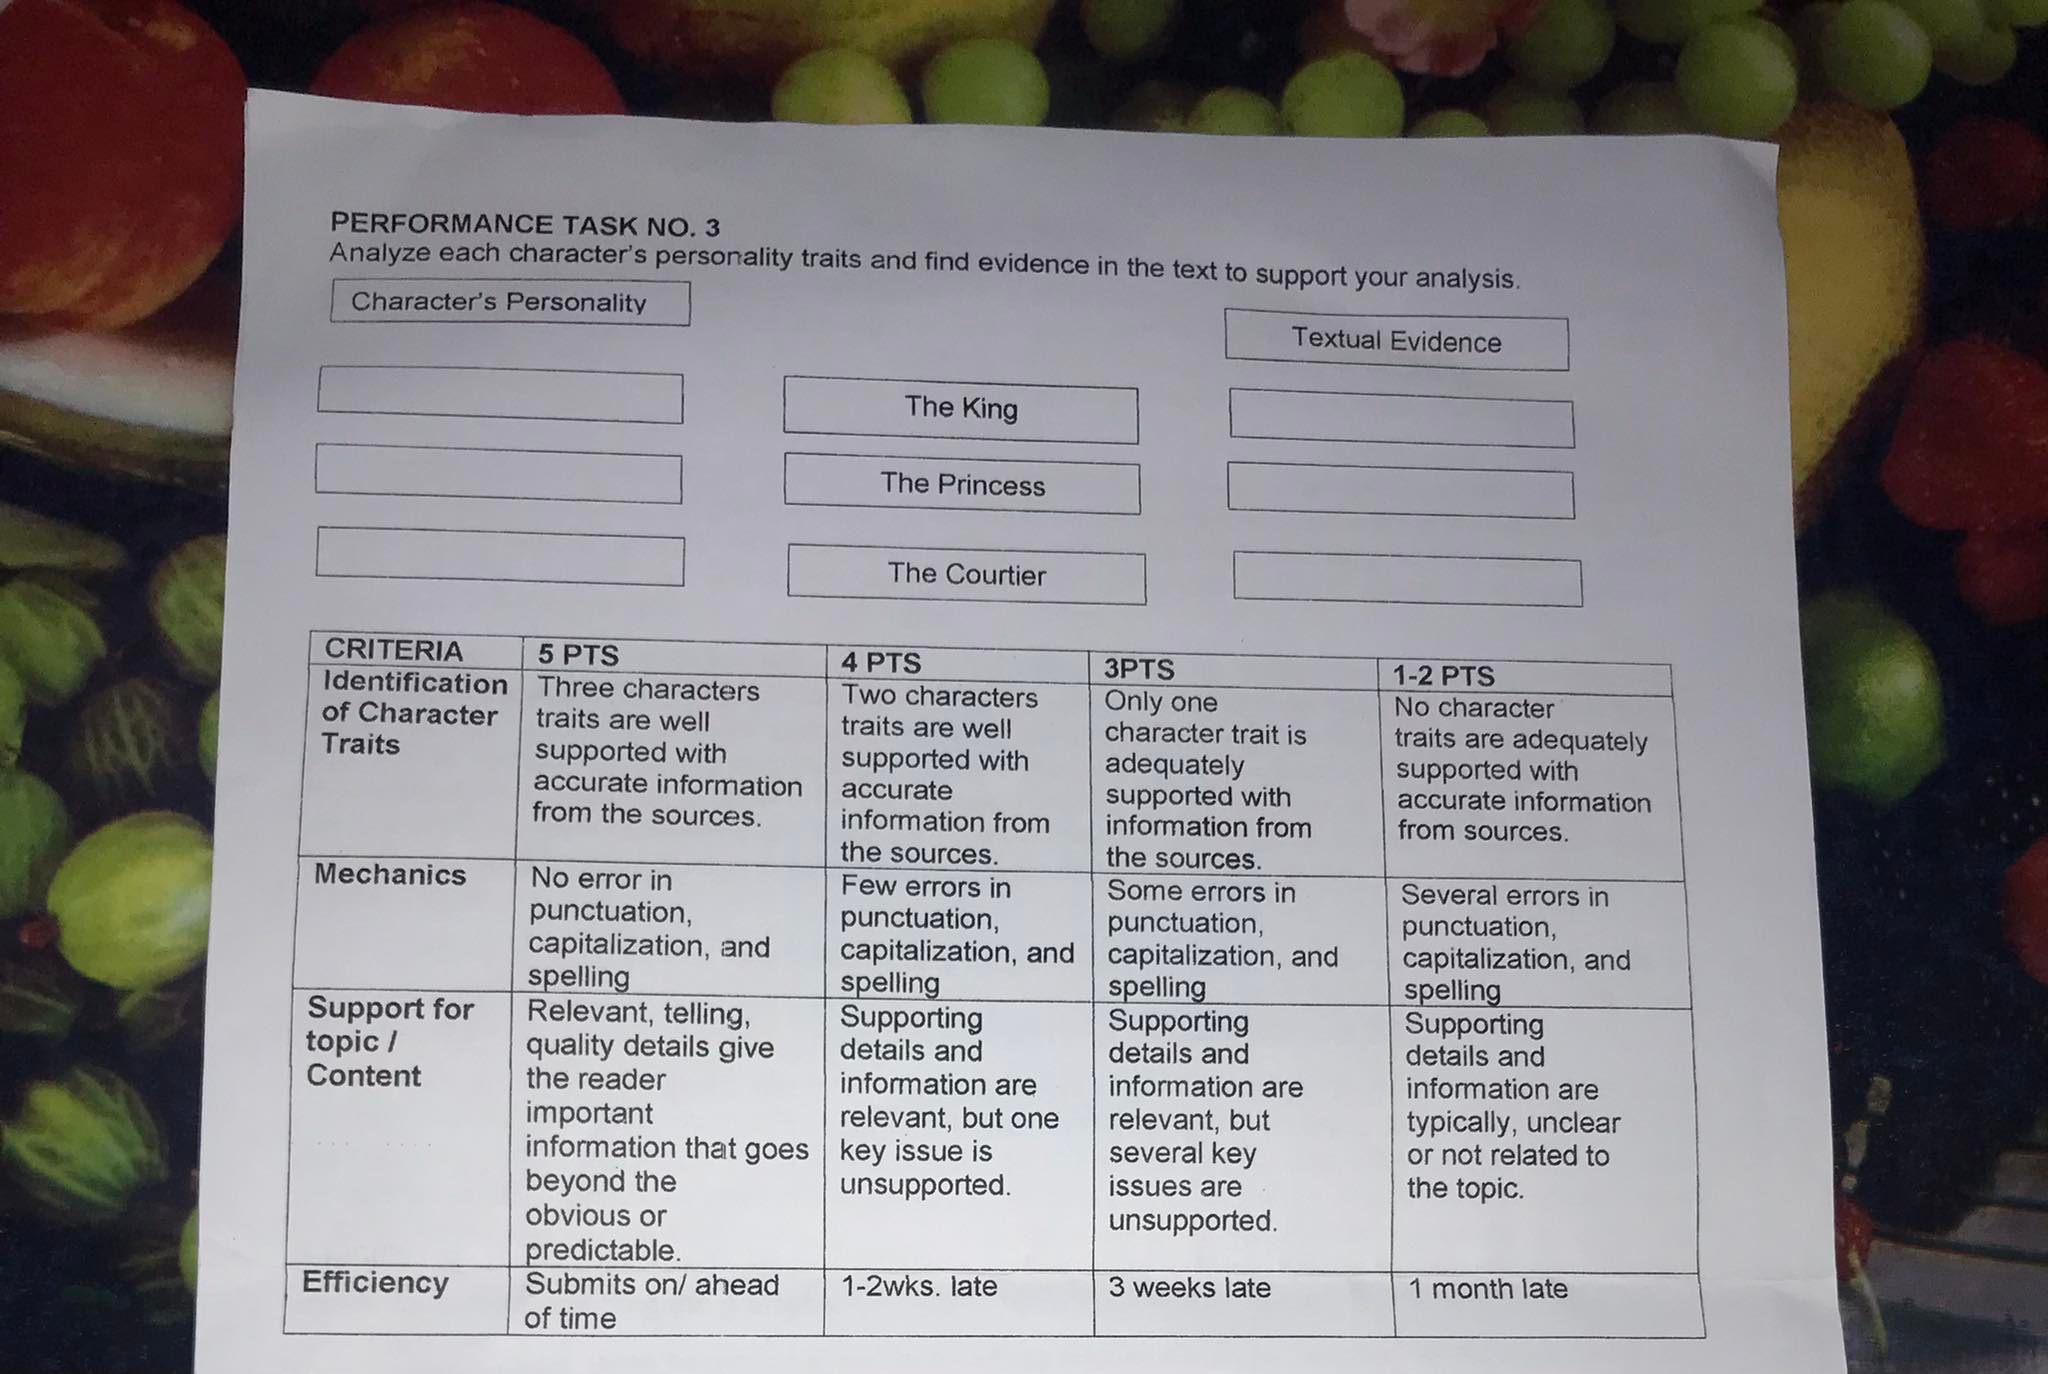 PERFORMANCE TASK NO. 3
Analyze each character's personality traits and find evidence in the text to support your analysis.
Character's Personality
Textual Evidence
The King
The Princess
The Courtier
CRITERIA
5 PTS
4 PTS
3PTS
1-2 PTS
Identification
of Character
Traits
Three characters
traits are well
supported with
accurate information
from the sources.
Two characters
traits are well
supported with
accurate
information from
the sources.
Only one
character trait is
adequately
supported with
information from
the sources.
No character
traits are adequately
supported with
accurate information
from sources.
Mechanics
No error in
punctuation,
capitalization, and
spelling
Few errors in
punctuation,
capitalization, and
spelling
Some errors in
punctuation,
capitalization, and
spelling
Several errors in
punctuation,
capitalization, and
spelling
Support for
topic /
Content
Relevant, telling,
quality details give
the reader
important
information that goes
beyond the
obvious or
predictable.
Supporting
details and
information are
relevant, but one
key issue is
unsupported.
Supporting
details and
information are
relevant, but
several key
issues are
unsupported.
Supporting
details and
information are
typically, unclear
or not related to
the topic.
Efficiency
Submits on/ ahead
of time
1-2wks. late
3 weeks late
1 month late